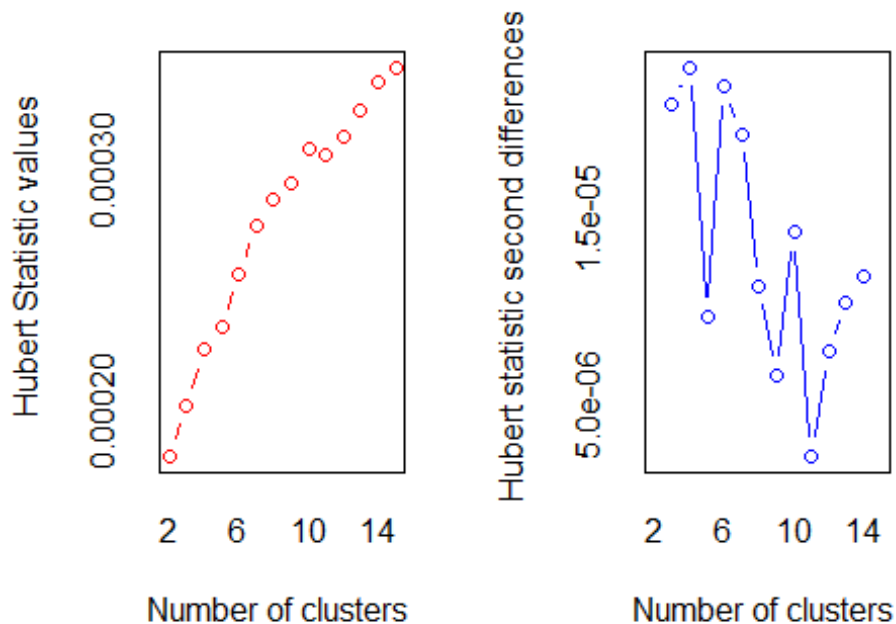 Hubert Statistic values
0.00020
0.00030
2 6 10 14
Number of clusters
Hubert statistic second differences
5.0e-06
1.5e-05
2 6 10 14
Number of clusters